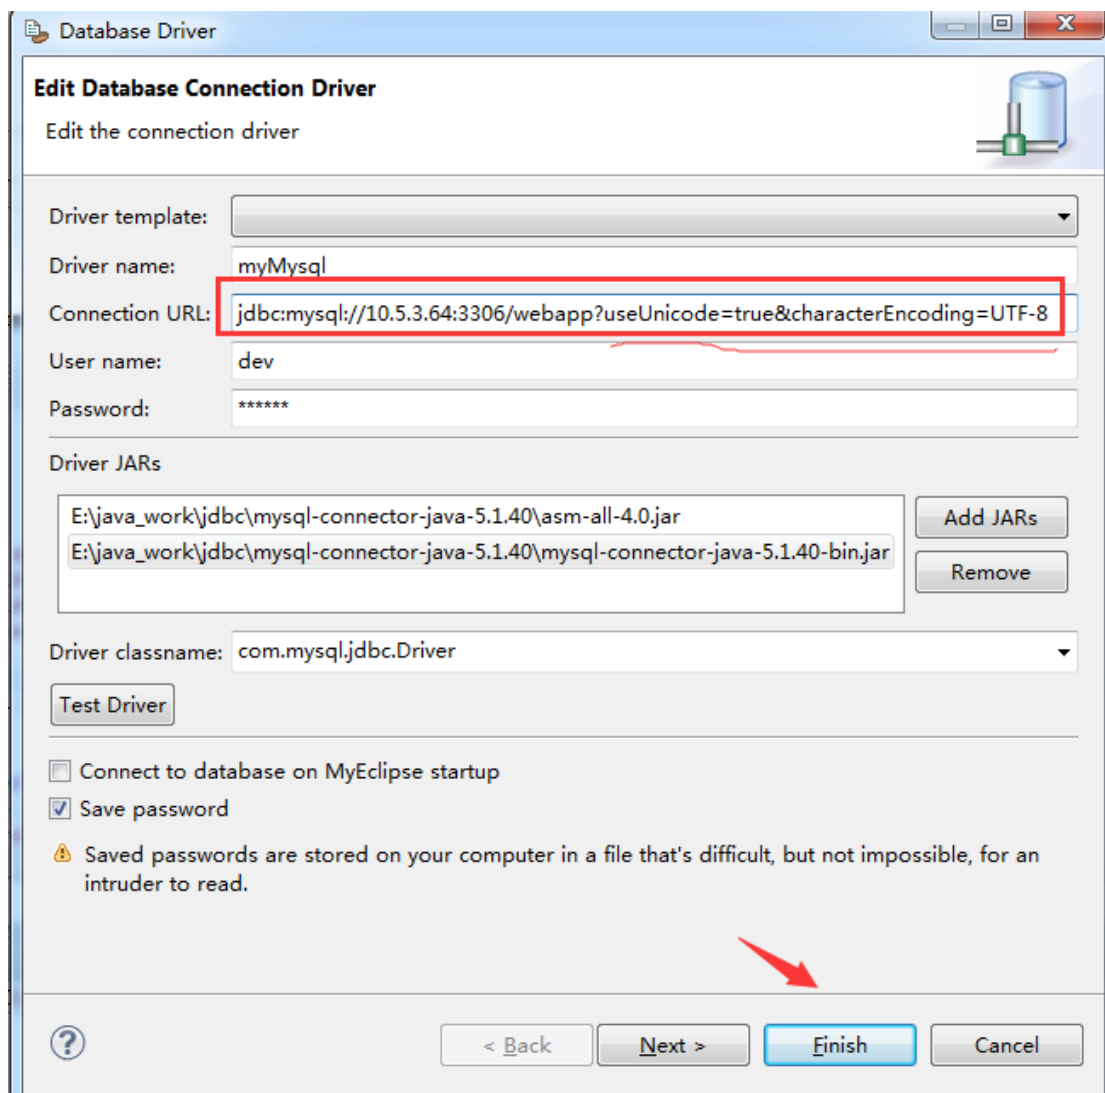 Database Driver
Edit Database Connection Driver
Edit the connection driver
Driver template:
Driver name: myMysql
Connection URL: jdbc:mysql://10.5.3.64:3306/webapp?useUnicode=true&characterEncoding=UTF-8
User name: dev
Password: ******
Driver JARs
E:\java_work\jdbc\mysql-connector-java-5.1.40\asm-all-4.0.jar
Add JARs
E:\java_work\jdbc\mysql-connector-java-5.1.40\mysql-connector-java-5.1.40-bin.jar
Remove
Driver classname: com.mysql.jdbc.Driver
Test Driver
Connect to database on MyEclipse startup
Save password
Saved passwords are stored on your computer in a file that's difficult, but not impossible, for an
intruder to read.
? < Back Next > Finish Cancel